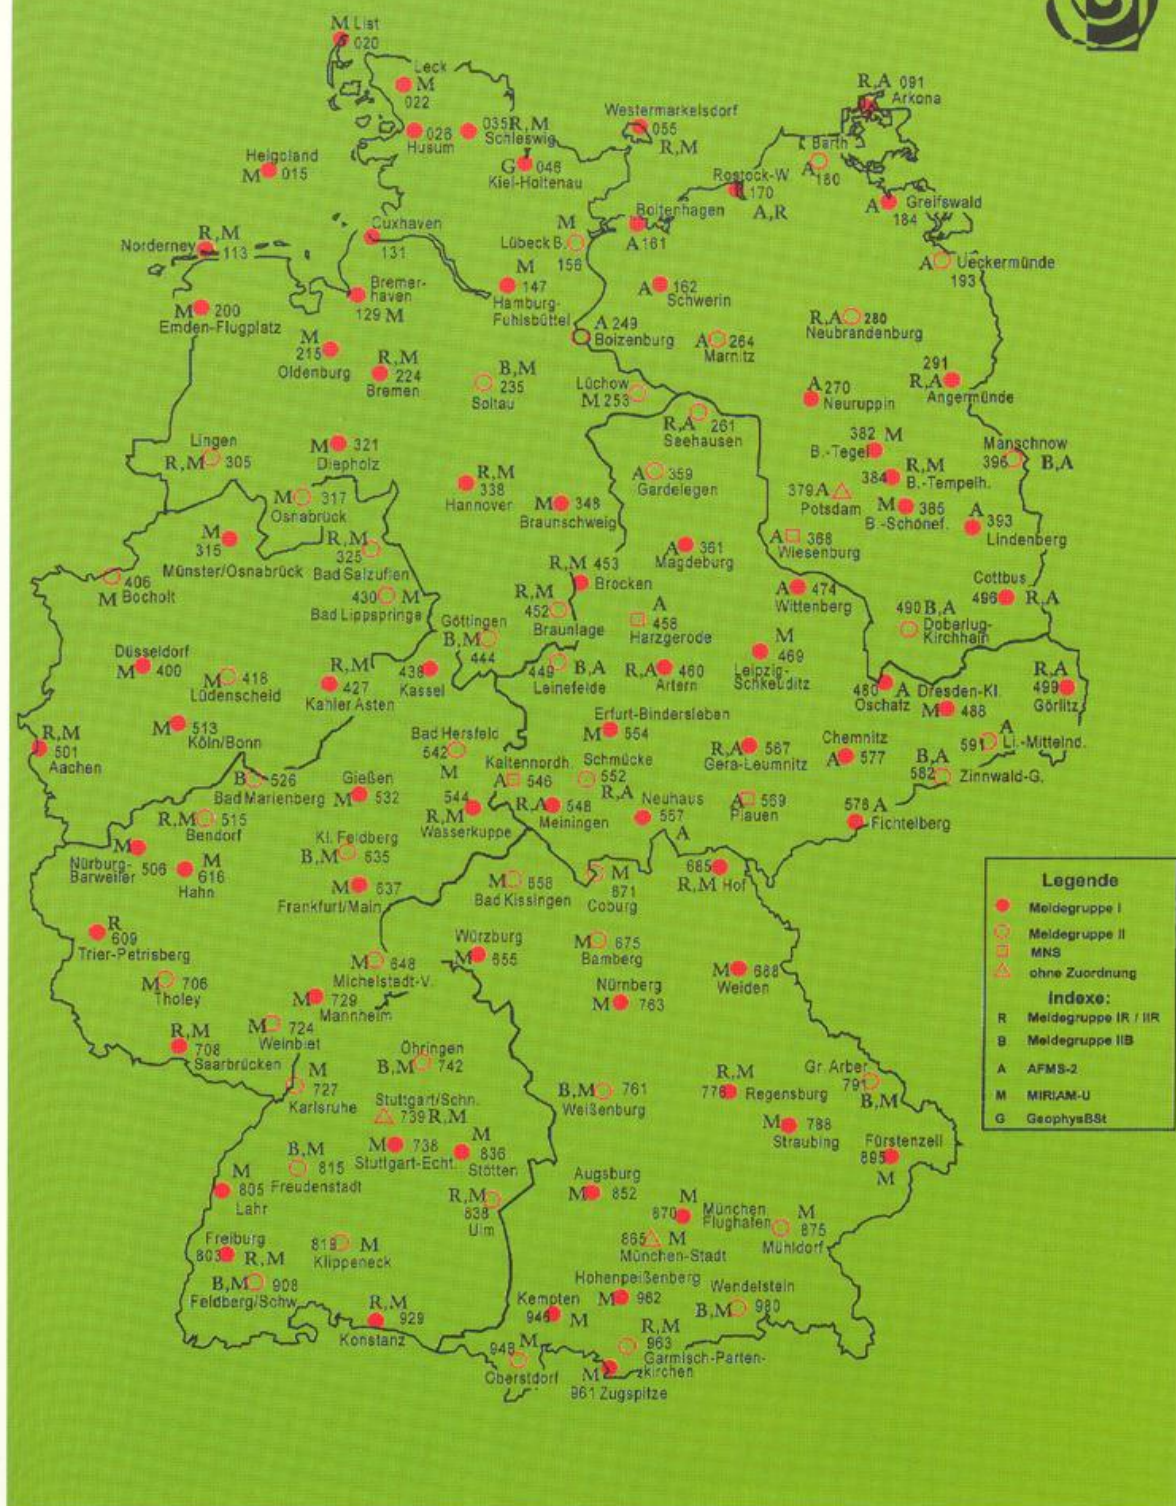 M List
020
Leck
M
022
R,A 091
Arkona
Westermarkelsdorf
055
R,M
026
Husum
035 R,M
Schleswig
Helgoland
M 015
G 046
Kiel-Holtenau
Barth
A
180
Rostock-W
170
A,R
A Greifswald
184
Boltenhagen
A 161
Cuxhaven
131
R,M
Norderney 113
M
Lübeck B.
156
A Ueckermünde
193
Bremer-
haven
129 M
M
147
Hamburg-
Fuhlsbüttel
A 162
Schwerin
M 200
Emden-Flugplatz
R,A 280
Neubrandenburg
A 249
Boizenburg
A 264
Marnitz
M
215
Oldenburg
R,M
224
Bremen
B,M
235
Soltau
Lüchow
M 253
291
R,A
Angermünde
A 270
Neuruppin
R,A 261
Seehausen
382 M
B.-Tegel
Manschnow
396 B,A
Lingen
R,M 305
M 321
Diepholz
R,M
384
B.-Tempelh.
A 359
Gardelegen
R,M
338
Hannover
379 A
Potsdam
M 385
B.-Schönef.
M 317
Osnabrück
M 348
Braunschweig
A
393
Lindenberg
M
315
Münster/Osnabrück
R,M
325
Bad Salzuflen
A 368
Wiesenburg
A 361
Magdeburg
R,M 453
Brocken
406
M Bocholt
430 M
Bad Lippspringe
R,M
452
Braunlage
A 474
Wittenberg
Cottbus
496 R,A
A
458
Harzgerode
490 B,A
Doberlug-
Kirchhain
Göttingen
B,M
444
M
469
Leipzig-
Schkeuditz
Düsseldorf
M 400
M 418
Lüdenscheid
R,M
427
Kahler Asten
438
Kassel
449 B,A
Leinefelde
R,A 460
Artern
480 A
Oschatz
Dresden-Kl.
M 488
R,A
499
Görlitz
M 513
Köln/Bonn
R,M
501
Aachen
Erfurt-Bindersleben
M 554
Bad Hersfeld
542
M
R,A 567
Gera-Leumnitz
Chemnitz
A 577
A
591
Li.-Mittelnd.
B,A
582
Zinnwald-G.
Kaltennordh.
A 546
Schmücke
552
R,A
B 526
Bad Marienberg
Gießen
M 532
544
R,M
Wasserkuppe
R,A 548
Meiningen
Neuhaus
557
A
A 569
Plauen
578 A
Fichtelberg
R,M 515
Bendorf
M
Nürburg-
Barweiler 506
M
616
Hahn
Kl. Feldberg
B,M 635
M 637
Frankfurt/Main
M 658
Bad Kissingen
M
671
Coburg
685
R,M Hof
R
609
Trier-Petrisberg
M 706
Tholey
M 648
Michelstadt-V.
Würzburg
M 655
M 675
Bamberg
M 688
Weiden
Nürnberg
M 763
M 729
Mannheim
M 724
Weinbiet
R,M
708
Saarbrücken
Öhringen
B,M 742
M
727
Karlsruhe
B,M 761
Weißenburg
R,M
776
Regensburg
Gr. Arber
791
B,M
Stuttgart/Schn.
739 R,M
M 738
Stuttgart-Echt.
M
836
Stötten
M 788
Straubing
Fürstenzell
895
M
B,M
815
Freudenstadt
M
805
Lahr
R,M
838
Ulm
Augsburg
M 852
M
870
München
Flughafen
M
875
Mühldorf
865 M
München-Stadt
Freiburg
803 R,M
819 M
Klippeneck
B,M 908
Feldberg/Schw.
R,M
929
Konstanz
Hohenpeißenberg
M 962
Wendelstein
B,M 980
Kempten
946 M
R,M
963
Garmisch-Parten-
kirchen
948 M
Oberstdorf
M
961 Zugspitze
Legende
Meldegruppe I
Meldegruppe II
MNS
ohne Zuordnung
Indexe:
R Meldegruppe IR / IIR
B Meldegruppe IIB
A AFMS-2
M MIRIAM-U
G GeophysBSt